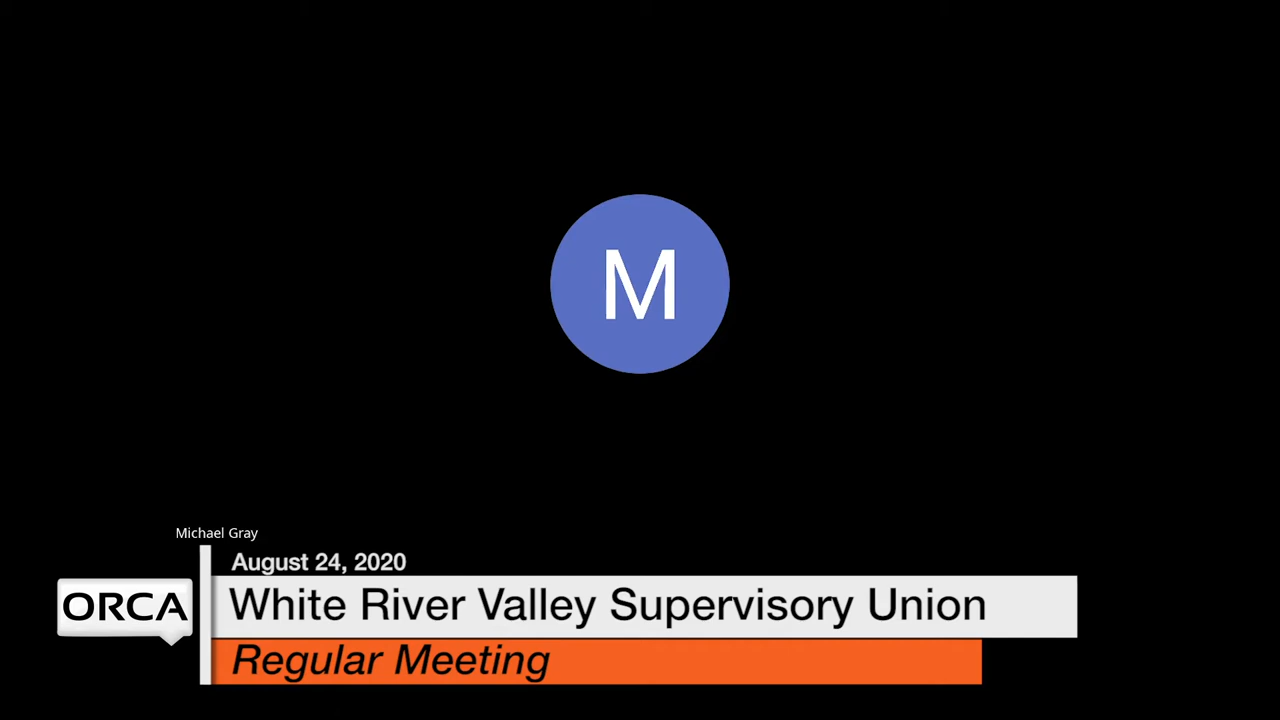 M
Michael Gray
August 24, 2020
ORCA
White River Valley Supervisory Union
Regular Meeting